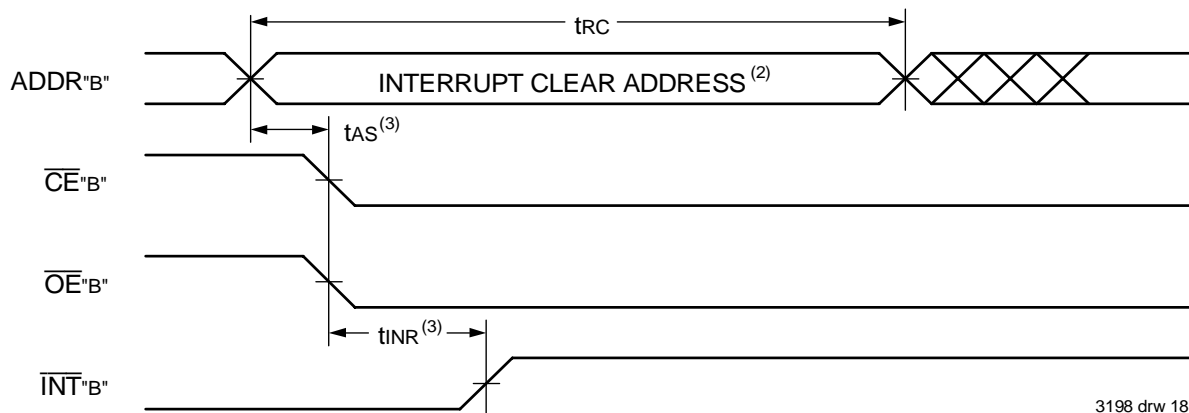 tRC
ADDR"B"
INTERRUPT CLEAR ADDRESS(2)
tAS(3)
CE"B"
OE"B"
tINR(3)
INT"B"
3198 drw 18